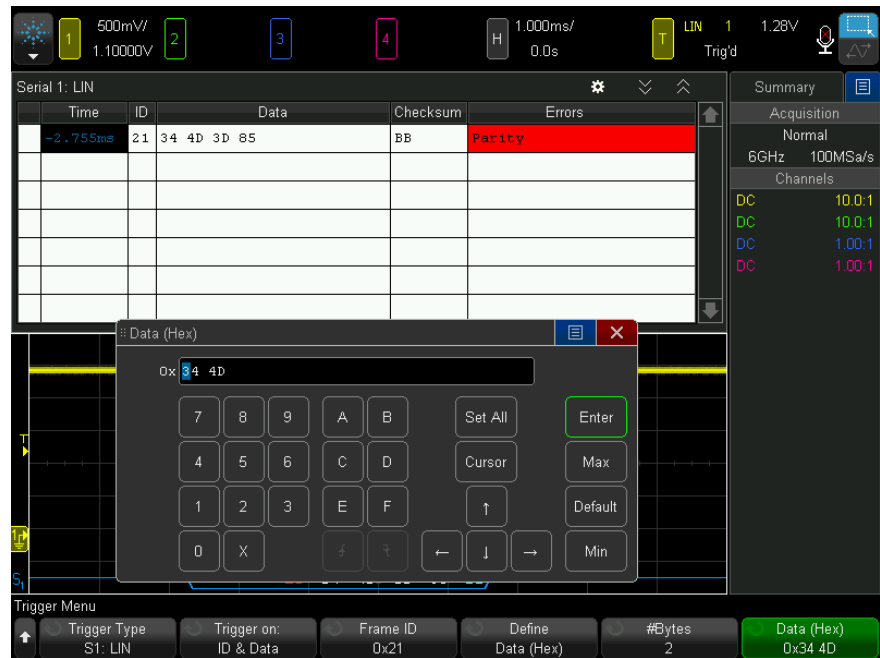 1 500mV/ 2 3 4 H 1.000ms/ T LIN 1 1.28V
1.10000V 0.0s Trig'd
Serial 1: LIN
Time ID Data Checksum Errors
-2.755ms 21 34 4D 3D 85 BB Parity
Summary
Acquisition
Normal
6GHz 100MSa/s
Channels
DC 10.0:1
DC 10.0:1
DC 1.00:1
DC 1.00:1
Data (Hex)
0x 34 4D
7 8 9 A B Set All Enter
4 5 6 C D Cursor Max
1 2 3 E F ↑ Default
0 X ← ↓ → Min
T
S1
Trigger Menu
Trigger Type Trigger on: Frame ID Define #Bytes Data (Hex)
S1: LIN ID & Data 0x21 Data (Hex) 2 0x34 4D